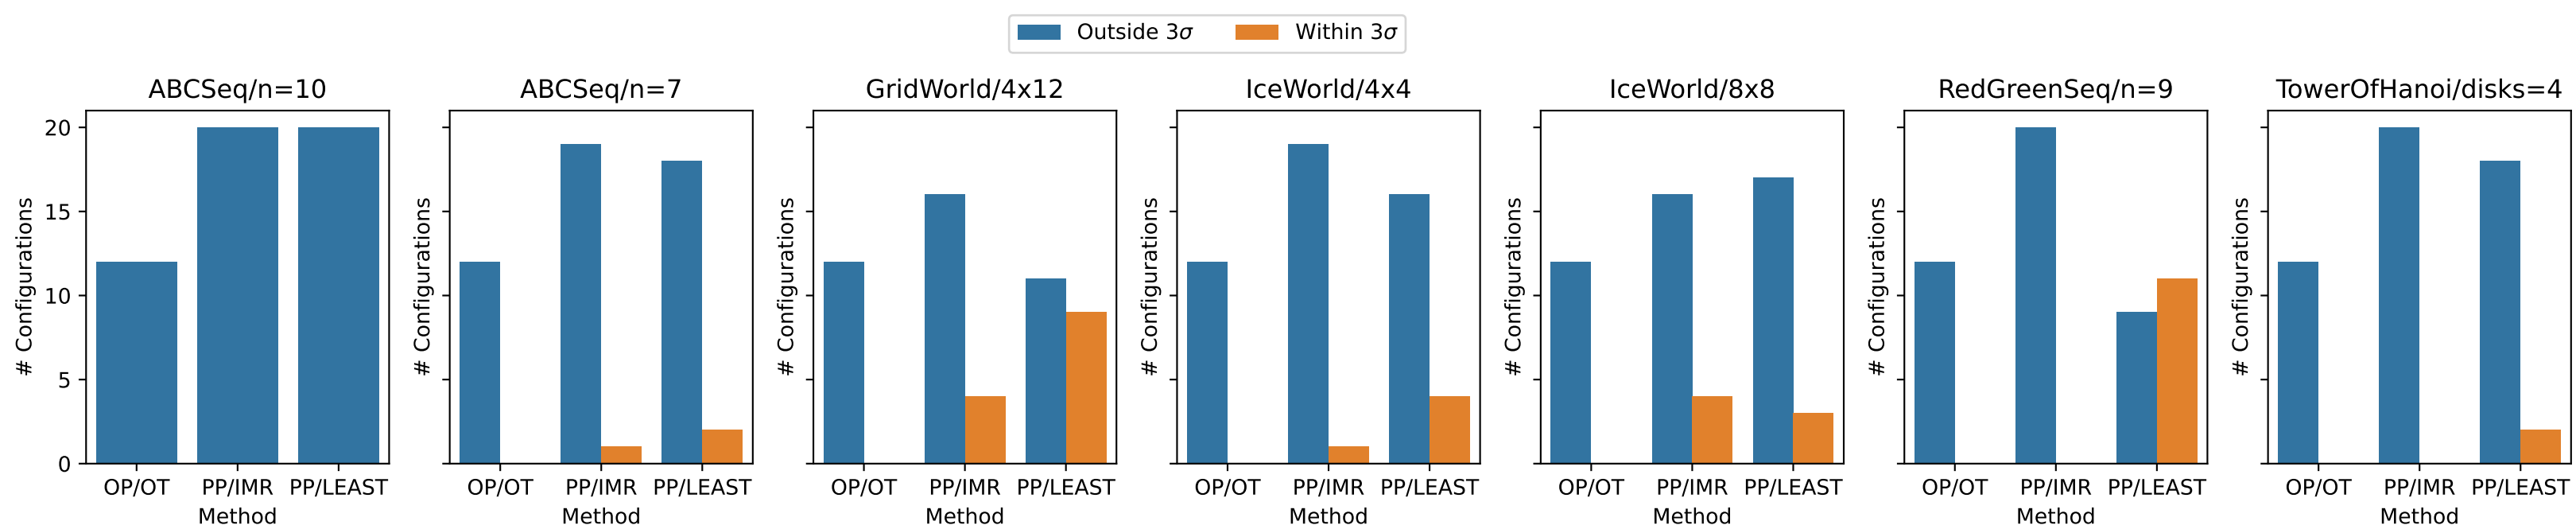 Outside 3σ Within 3σ
ABCSeq/n=10 ABCSeq/n=7 GridWorld/4x12 IceWorld/4x4 IceWorld/8x8 RedGreenSeq/n=9 TowerOfHanoi/disks=4
# Configurations # Configurations # Configurations # Configurations # Configurations # Configurations # Configurations
20
15
10
5
0
OP/OT PP/IMR PP/LEAST OP/OT PP/IMR PP/LEAST OP/OT PP/IMR PP/LEAST OP/OT PP/IMR PP/LEAST OP/OT PP/IMR PP/LEAST OP/OT PP/IMR PP/LEAST OP/OT PP/IMR PP/LEAST
Method Method Method Method Method Method Method